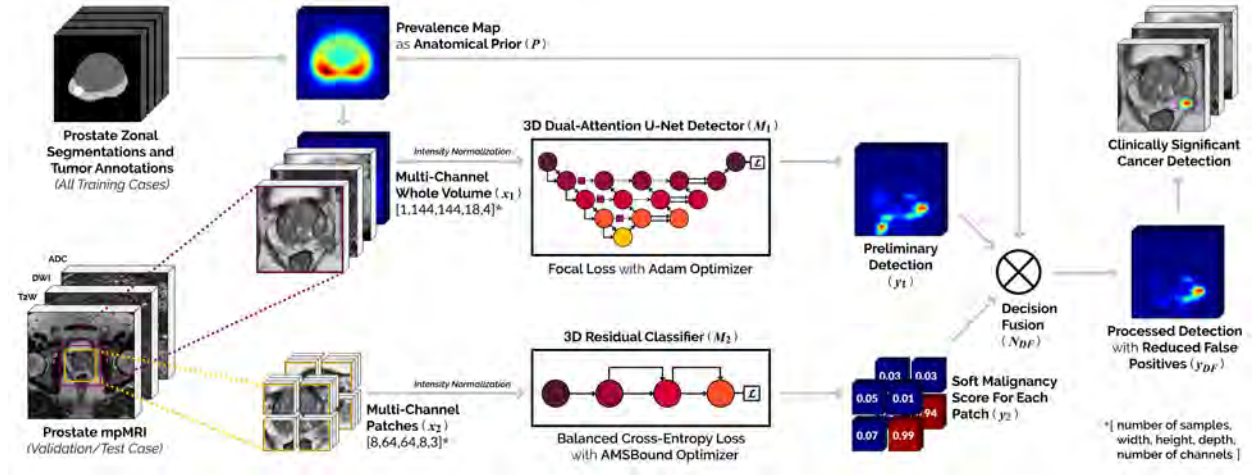 Prevalence Map
as Anatomical Prior (P)
Prostate Zonal
Segmentations and
Tumor Annotations
(All Training Cases)
Intensity Normalization
Multi-Channel
Whole Volume (x1)
[1,144,144,18,4]*
3D Dual-Attention U-Net Detector (M1)
L
Focal Loss with Adam Optimizer
Preliminary
Detection
(y1)
Clinically Significant
Cancer Detection
Decision
Fusion
(NDF)
Processed Detection
with Reduced False
Positives (yDF)
ADC
DWI
T2W
Prostate mpMRI
(Validation/Test Case)
Multi-Channel
Patches (x2)
[8,64,64,8,3]*
Intensity Normalization
3D Residual Classifier (M2)
L
Balanced Cross-Entropy Loss
with AMSBound Optimizer
0.03 0.03
0.05 0.01
0.07 0.99
Soft Malignancy
Score For Each
Patch (y2)
*[ number of samples,
width, height, depth,
number of channels ]